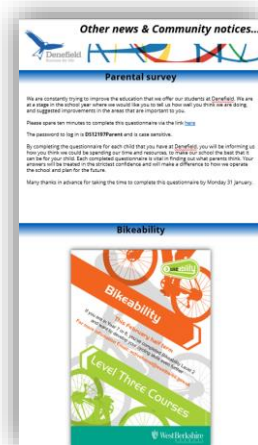 Other news & Community notices...
Denefield
Parental survey
We are constantly trying to improve the education that we offer our students at Denefield. We are
at a stage in the school year where we would like you to tell us how well you think we are doing,
and suggested improvements in the areas that are important to you.
Please spare ten minutes to complete this questionnaire via the link here
The password to log in is and is case sensitive.
By completing the questionnaire for each child that you have at Denefield, you will be informing us
how you think we could be spending our time and resources, to make our school the best that it
can be for your child. Each completed questionnaire is vital in finding out what parents think. Your
answers will be treated in the strictest confidence and will make a difference to how we operate
the school and plan for the future.
Many thanks in advance for taking the time to complete this questionnaire by Monday 31 January.
Bikeability
Bikeability
This February half term
Level Three Courses
West Berkshire